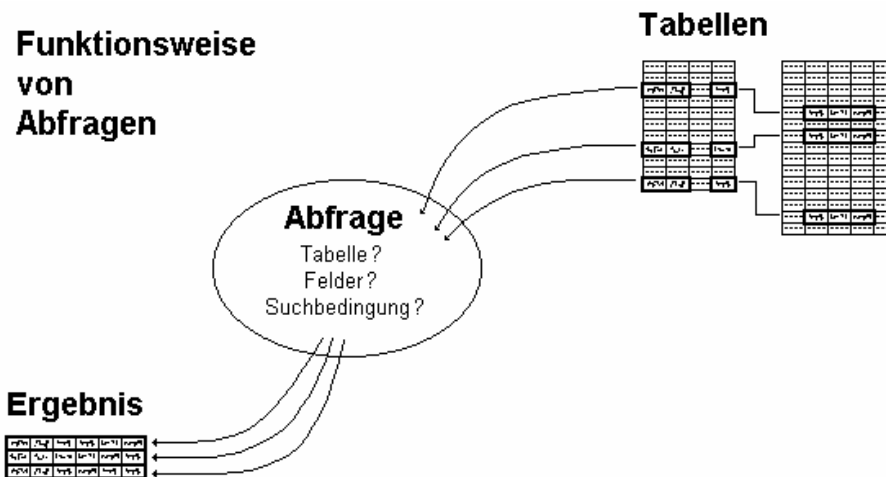 Funktionsweise
von
Abfragen
Tabellen
Abfrage
Tabelle?
Felder?
Suchbedingung?
Ergebnis